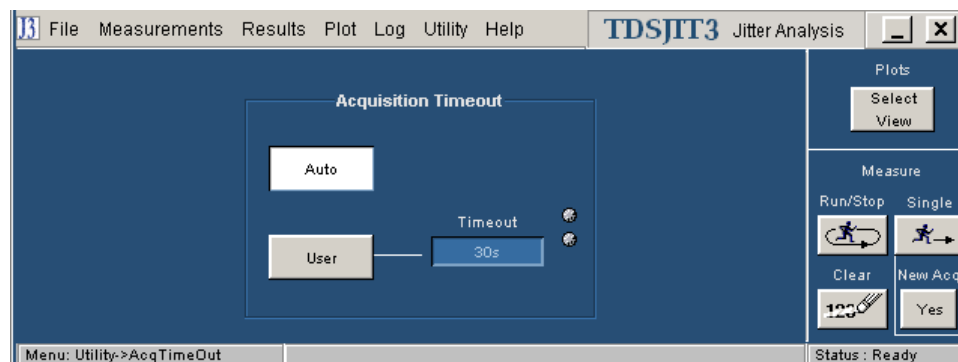 J3 File Measurements Results Plot Log Utility Help TDSJIT3 Jitter Analysis
Plots
Select
View
Acquisition Timeout
Auto
Timeout
User
30s
Measure
Run/Stop Single
Clear New Acq
123 Yes
Menu: Utility->AcqTimeOut
Status : Ready